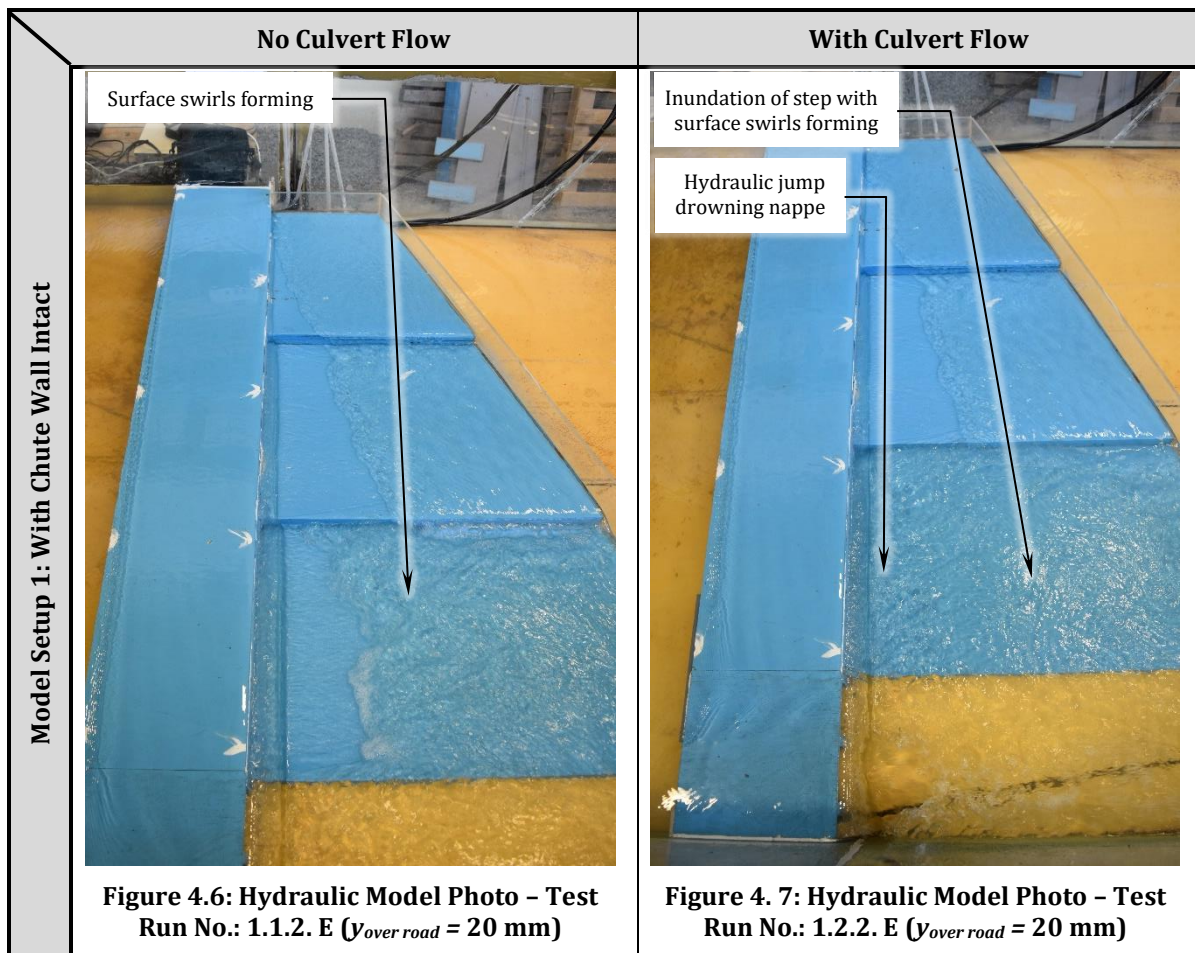 No Culvert Flow
With Culvert Flow
Model Setup 1: With Chute Wall Intact
Surface swirls forming
Inundation of step with
surface swirls forming
Hydraulic jump
drowning nappe
Figure 4.6: Hydraulic Model Photo – Test
Run No.: 1.1.2. E (yover road = 20 mm)
Figure 4. 7: Hydraulic Model Photo – Test
Run No.: 1.2.2. E (yover road = 20 mm)